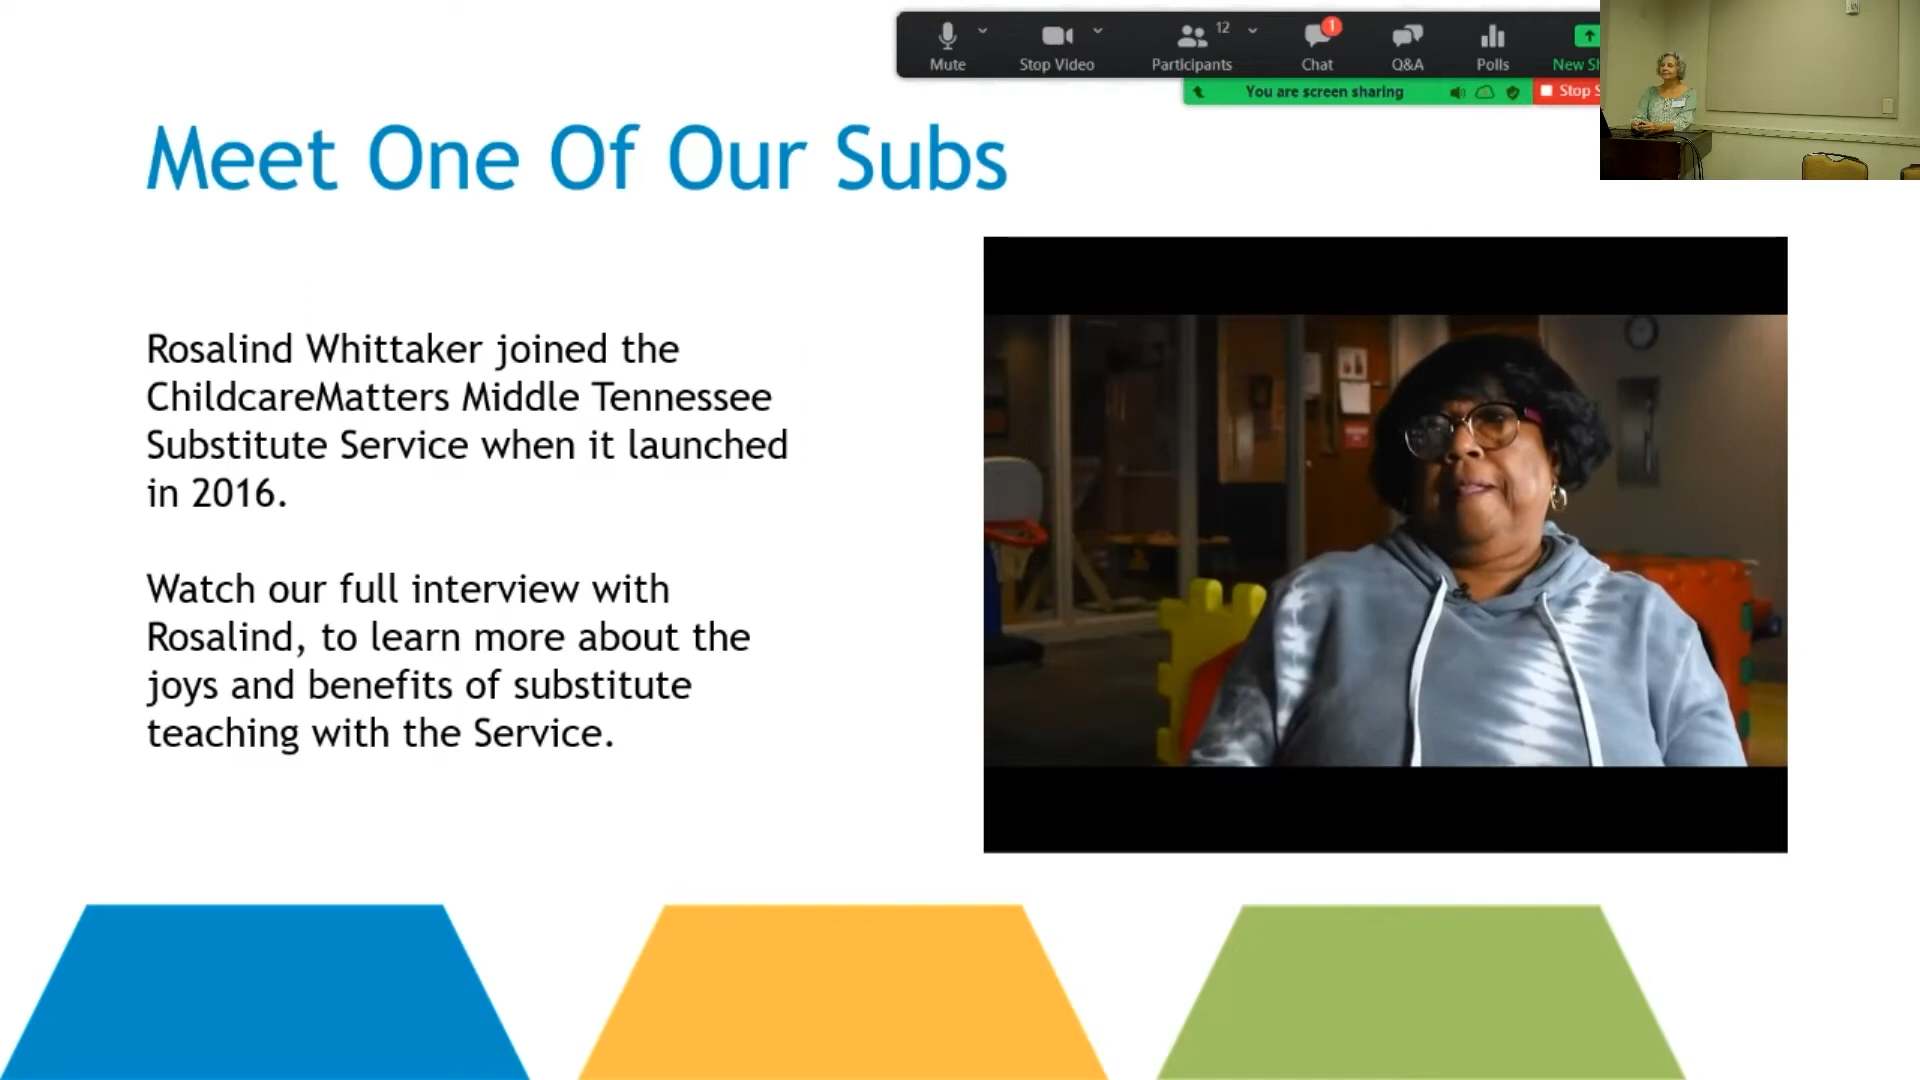 12
1
Mute
Stop Video
Participants
Chat
Q&A
Polls
New
You are screen sharing
Stop
Meet One Of Our Subs
Rosalind Whittaker joined the
ChildcareMatters Middle Tennessee
Substitute Service when it launched
in 2016.
Watch our full interview with
Rosalind, to learn more about the
joys and benefits of substitute
teaching with the Service.